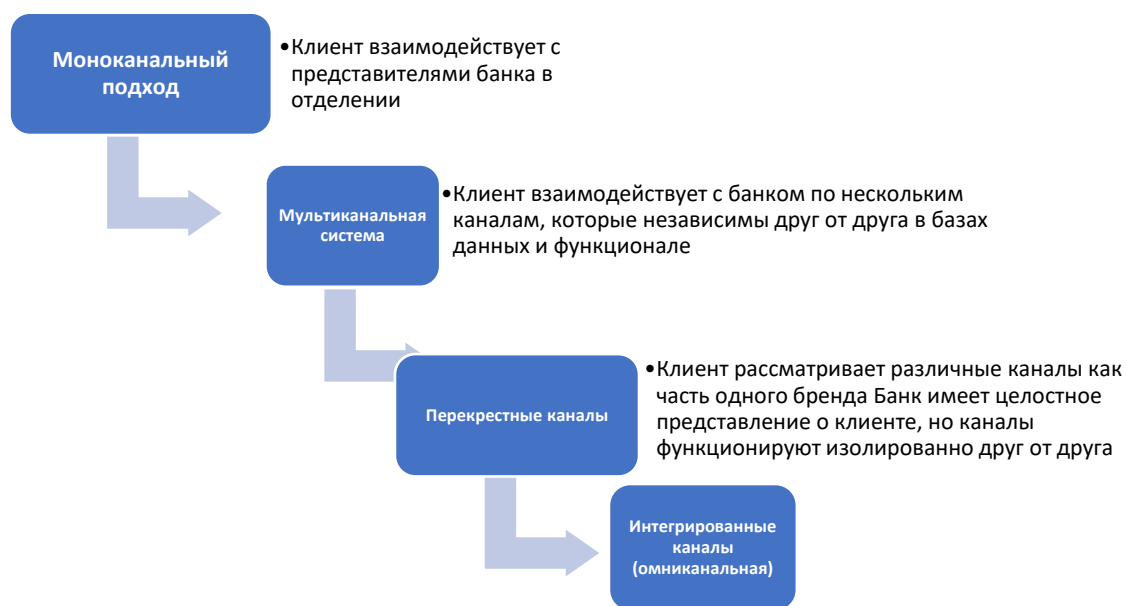 Моноканальный
подход
•Клиент взаимодействует с
представителями банка в
отделении
Мультиканальная
система
•Клиент взаимодействует с банком по нескольким
каналам, которые независимы друг от друга в базах
данных и функционале
Перекрестные каналы
•Клиент рассматривает различные каналы как
часть одного бренда Банк имеет целостное
представление о клиенте, но каналы
функционируют изолированно друг от друга
Интегрированные
каналы
(омниканальная)